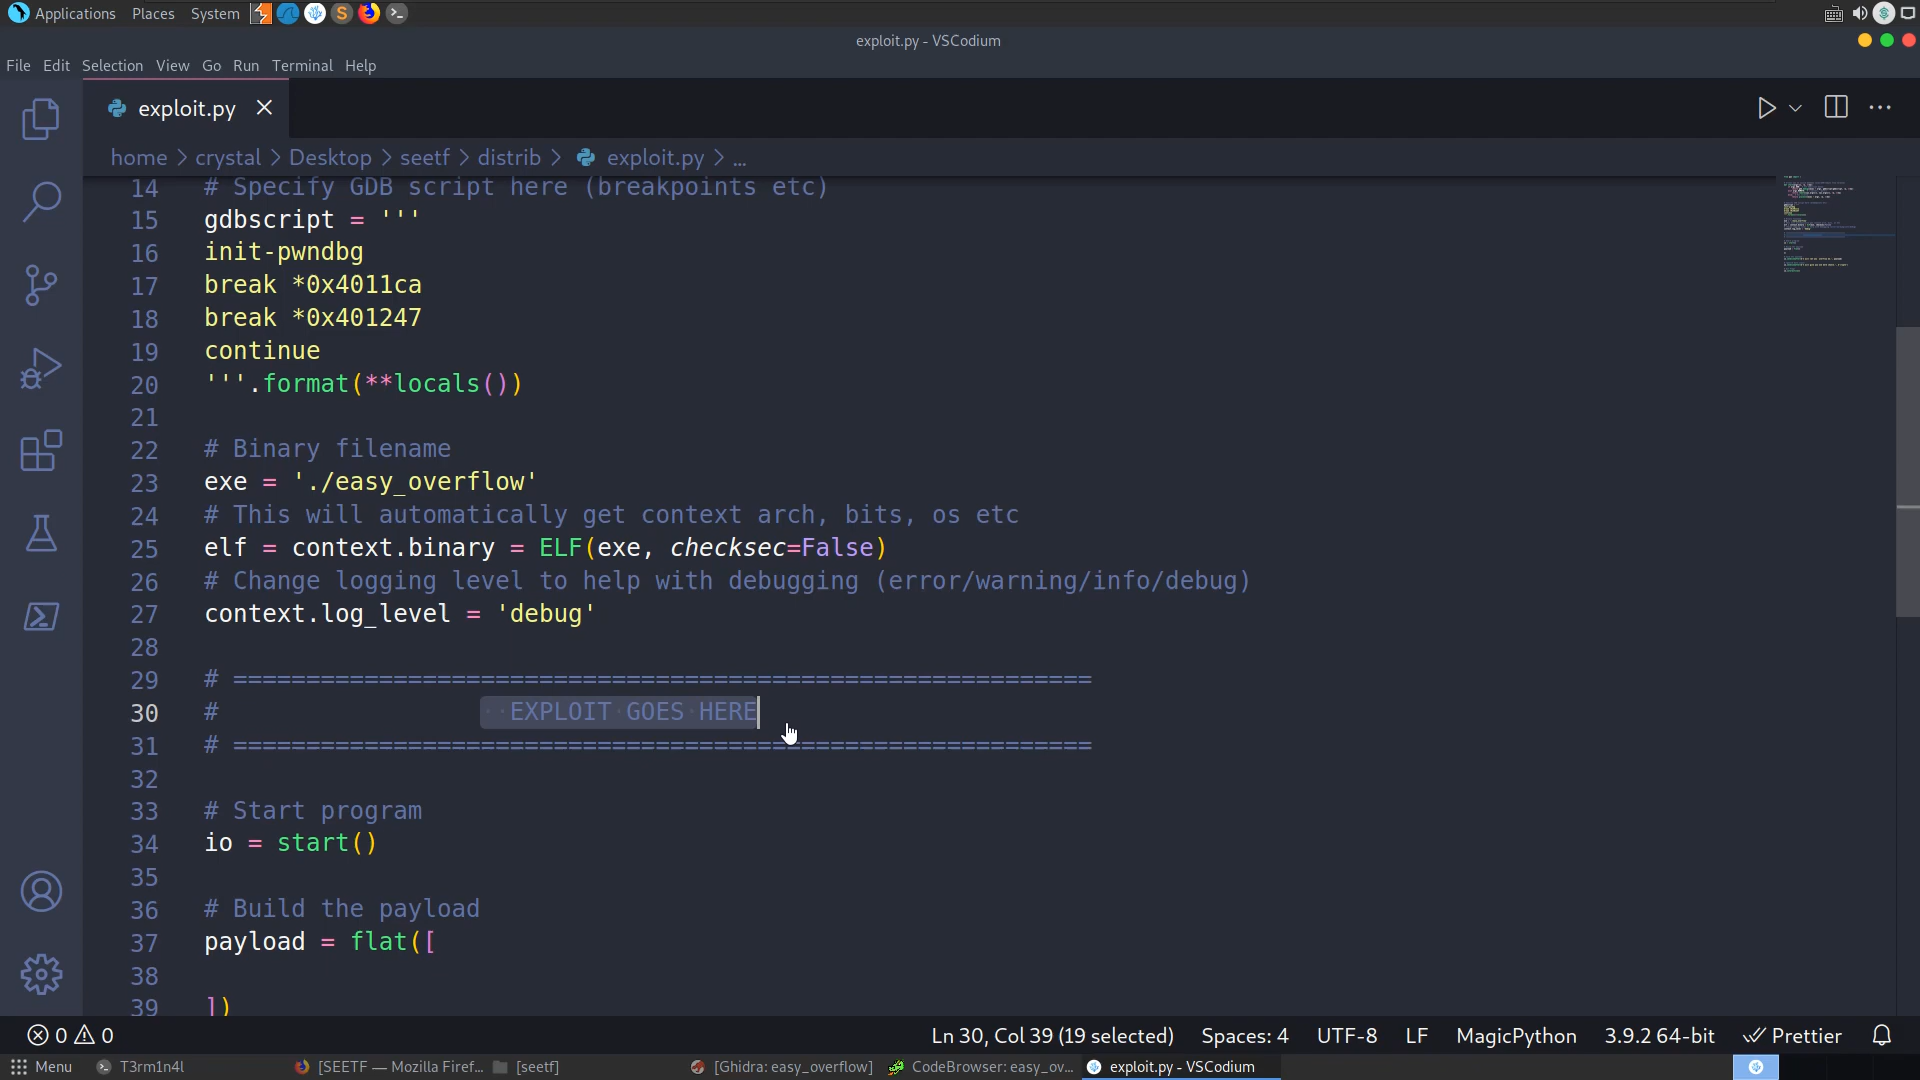 Applications Places System
exploit.py - VSCodium
File Edit Selection View Go Run Terminal Help
exploit.py
home > crystal > Desktop > seetf > distrib > exploit.py > ...
14 # Specify GDB script here (breakpoints etc)
15 gdbscript = '''
16 init-pwndbg
17 break *0x4011ca
18 break *0x401247
19 continue
20 '''.format(**locals())
21
22 # Binary filename
23 exe = './easy_overflow'
24 # This will automatically get context arch, bits, os etc
25 elf = context.binary = ELF(exe, checksec=False)
26 # Change logging level to help with debugging (error/warning/info/debug)
27 context.log_level = 'debug'
28
29 # ===========================================================
30 # EXPLOIT GOES HERE
31 # ===========================================================
32
33 # Start program
34 io = start()
35
36 # Build the payload
37 payload = flat([
38
39 ])
0 0 Ln 30, Col 39 (19 selected) Spaces: 4 UTF-8 LF MagicPython 3.9.2 64-bit Prettier
Menu T3rm1n4l [SEETF — Mozilla Firef... [seetf] [Ghidra: easy_overflow] CodeBrowser: easy_ov... exploit.py - VSCodium